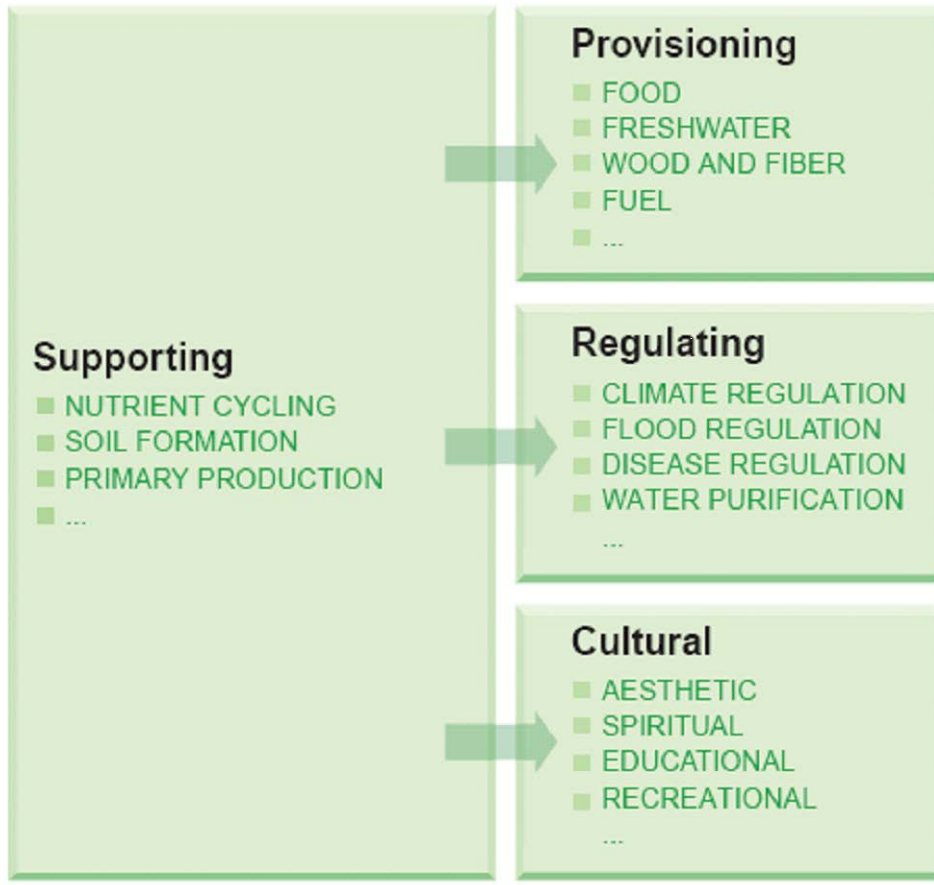 Supporting
NUTRIENT CYCLING
SOIL FORMATION
PRIMARY PRODUCTION
...
Provisioning
FOOD
FRESHWATER
WOOD AND FIBER
FUEL
...
Regulating
CLIMATE REGULATION
FLOOD REGULATION
DISEASE REGULATION
WATER PURIFICATION
...
Cultural
AESTHETIC
SPIRITUAL
EDUCATIONAL
RECREATIONAL
...